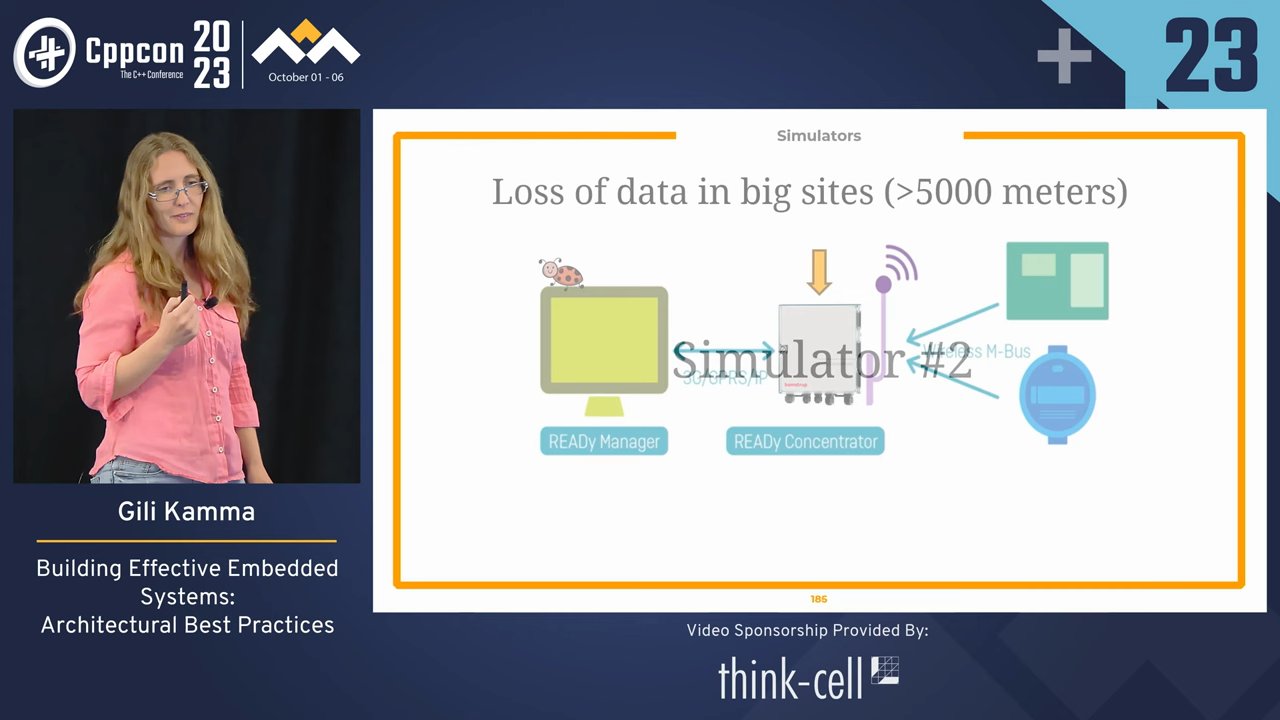 Cppcon
The C++ Conference
20
23
October 01 - 06
23
Simulators
Loss of data in big sites (>5000 meters)
Simulator #2
3G/GPRS/IP
Wireless M-Bus
READy Manager
READy Concentrator
185
Gili Kamma
Building Effective Embedded
Systems:
Architectural Best Practices
Video Sponsorship Provided By:
think-cell